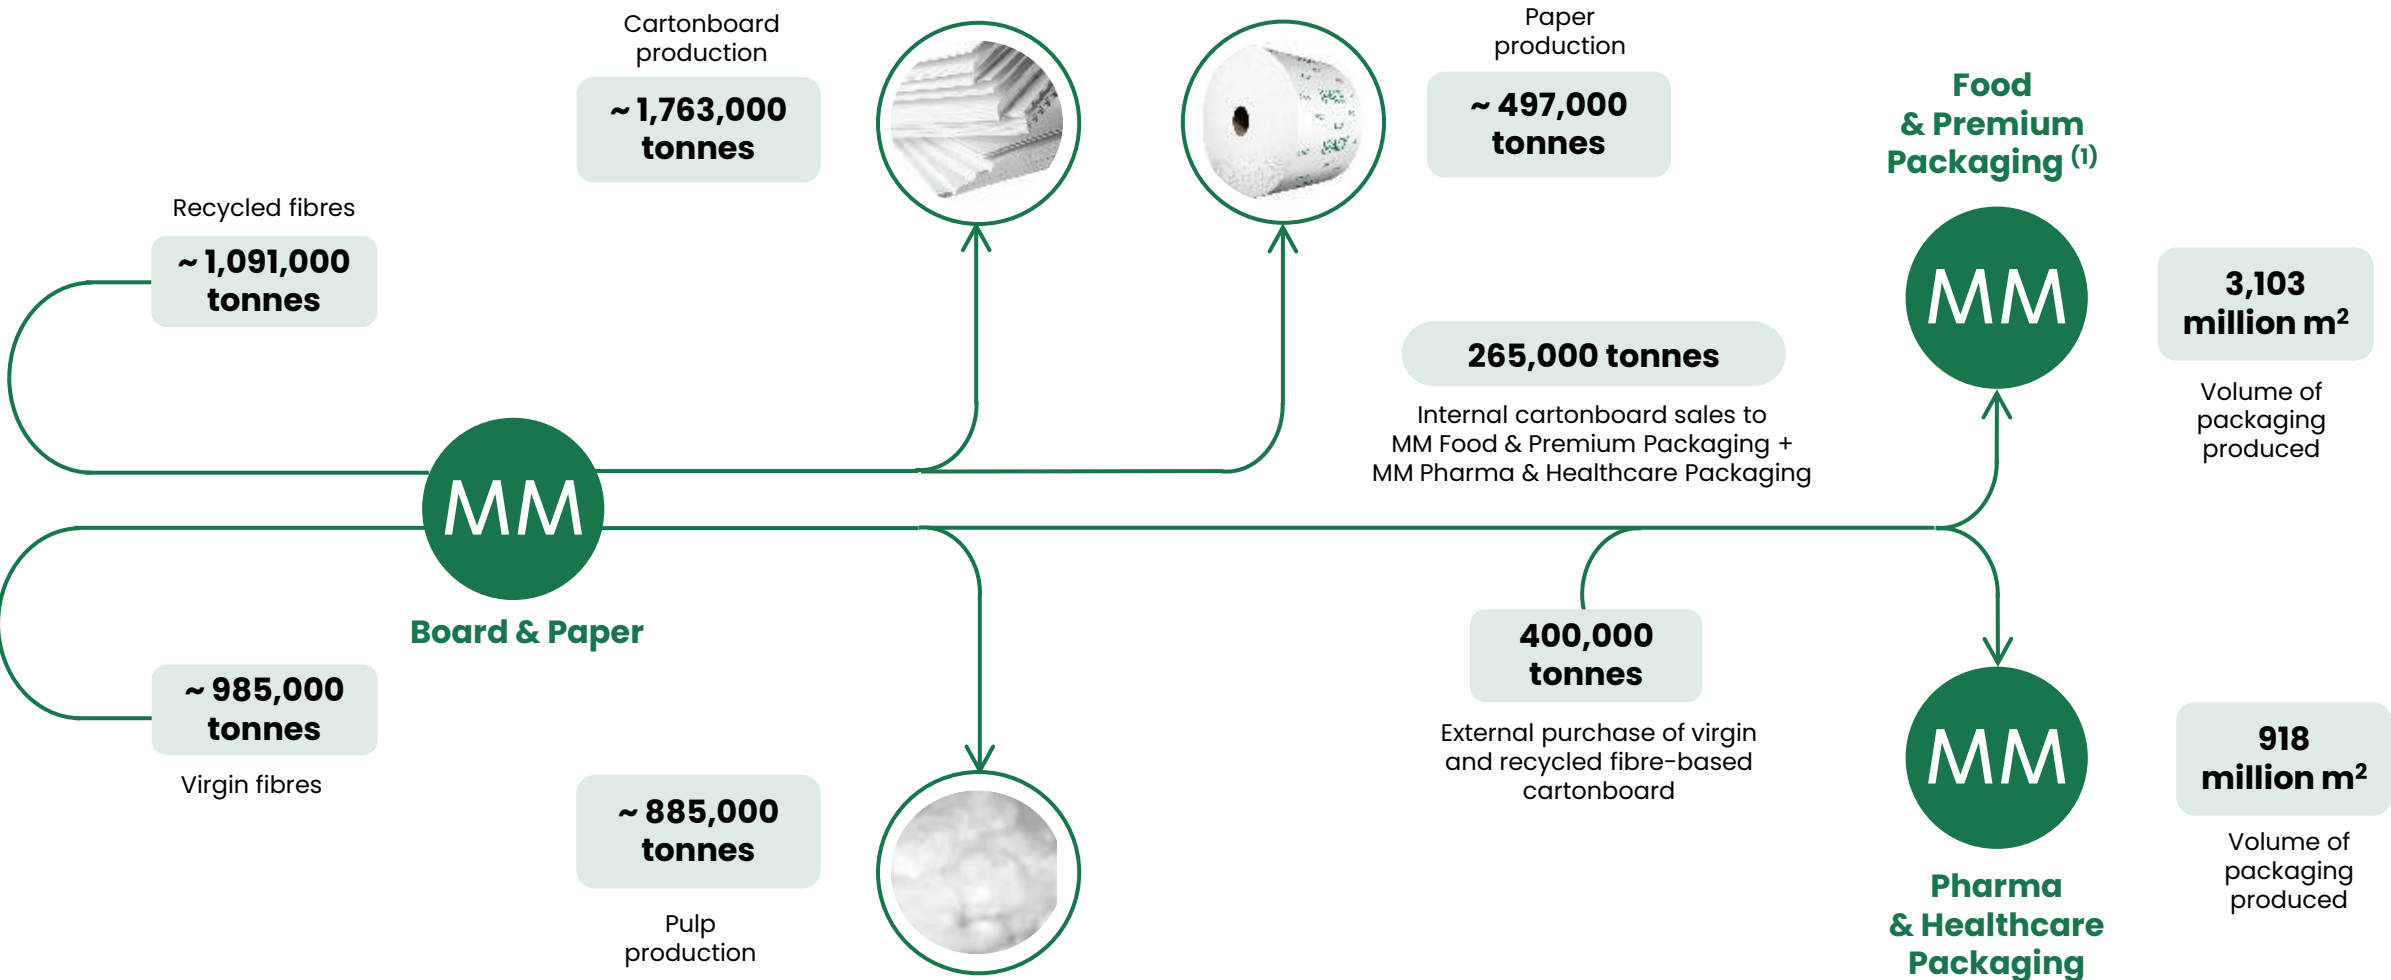 Cartonboard
production
~ 1,763,000
tonnes
Paper
production
~ 497,000
tonnes
Food
& Premium
Packaging (1)
MM
3,103
million m²
Volume of
packaging
produced
Recycled fibres
~ 1,091,000
tonnes
265,000 tonnes
Internal cartonboard sales to
MM Food & Premium Packaging +
MM Pharma & Healthcare Packaging
MM
Board & Paper
~ 985,000
tonnes
Virgin fibres
~ 885,000
tonnes
Pulp
production
400,000
tonnes
External purchase of virgin
and recycled fibre-based
cartonboard
MM
Pharma
& Healthcare
Packaging
918
million m²
Volume of
packaging
produced